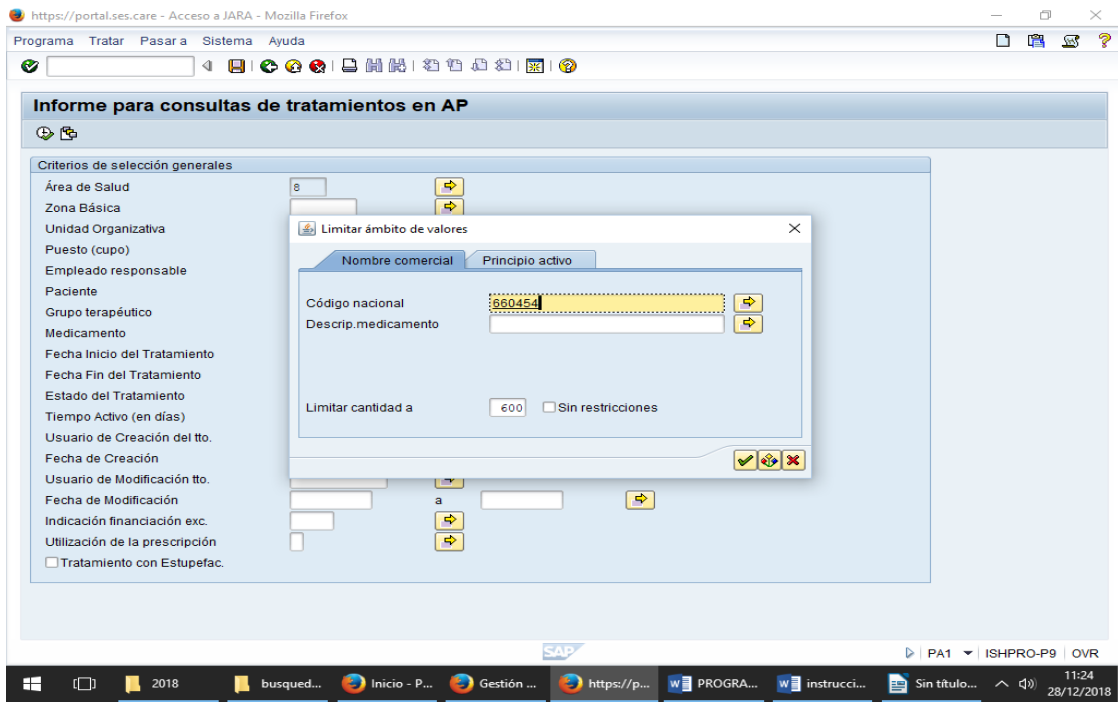 https://portal.ses.care - Acceso a JARA - Mozilla Firefox
Programa Tratar Pasar a Sistema Ayuda
Informe para consultas de tratamientos en AP
Criterios de selección generales
Área de Salud 8
Zona Básica
Unidad Organizativa
Puesto (cupo)
Empleado responsable
Paciente
Grupo terapéutico
Medicamento
Fecha Inicio del Tratamiento
Fecha Fin del Tratamiento
Estado del Tratamiento
Tiempo Activo (en días)
Usuario de Creación del tto.
Fecha de Creación
Usuario de Modificación tto.
Fecha de Modificación a
Indicación financiación exc.
Utilización de la prescripción
Tratamiento con Estupefac.
Limitar ámbito de valores
Nombre comercial Principio activo
Código nacional 660454
Descrip.medicamento
Limitar cantidad a 600 Sin restricciones
SAP
PA1 ISHPRO-P9 OVR
2018 busqued... Inicio - P... Gestión ... https://p... PROGRA... instrucci... Sin título... 11:24
28/12/2018